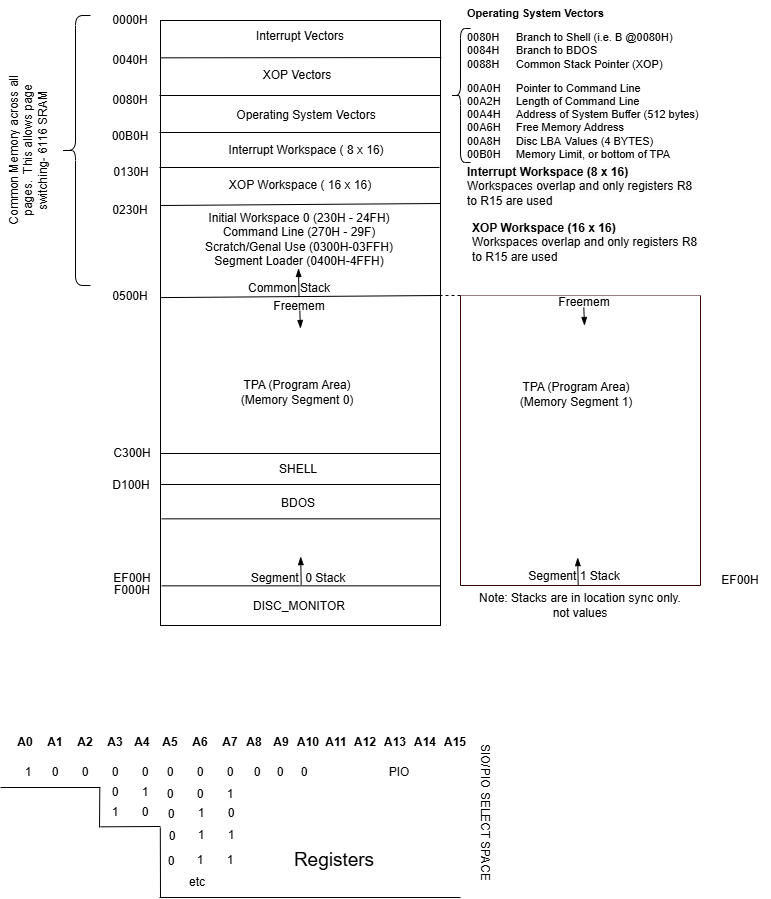 Operating System Vectors
0000H
Interrupt Vectors
0080H Branch to Shell (i.e. B @0080H)
0084H Branch to BDOS
0088H Common Stack Pointer (XOP)
0040H
XOP Vectors
00A0H Pointer to Command Line
00A2H Length of Command Line
00A4H Address of System Buffer (512 bytes)
00A6H Free Memory Address
00A8H Disc LBA Values (4 BYTES)
00B0H Memory Limit, or bottom of TPA
0080H
Operating System Vectors
00B0H
Interrupt Workspace ( 8 x 16)
0130H
XOP Workspace ( 16 x 16)
0230H
Common Memory across all
pages. This allows page
switching- 6116 SRAM
Interrupt Workspace (8 x 16)
Workspaces overlap and only registers R8
to R15 are used
XOP Workspace (16 x 16)
Workspaces overlap and only registers R8
to R15 are used
Initial Workspace 0 (230H - 24FH)
Command Line (270H - 29F)
Scratch/Genal Use (0300H-03FFH)
Segment Loader (0400H-4FFH)
Common Stack
0500H
Freemem
Freemem
TPA (Program Area)
(Memory Segment 0)
TPA (Program Area)
(Memory Segment 1)
C300H
SHELL
D100H
BDOS
Segment 0 Stack
Segment 1 Stack
EF00H
EF00H
F000H
DISC_MONITOR
Note: Stacks are in location sync only.
not values
A0 A1 A2 A3 A4 A5 A6 A7 A8 A9 A10 A11 A12 A13 A14 A15
1 0 0 0 0 0 0 0 0 0 0 PIO
0 1 0 0 1
1 0 0 1 0
0 1 1
0 1 1
etc
Registers
SIO/PIO SELECT SPACE